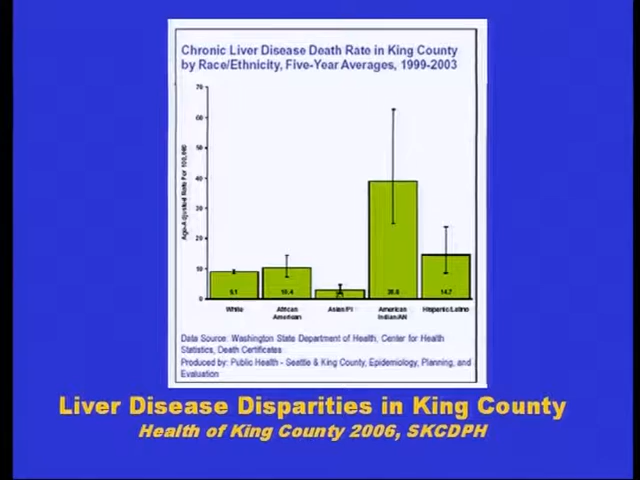 Chronic Liver Disease Death Rate in King County
by Race/Ethnicity, Five-Year Averages, 1999-2003
70
60
50
40
30
20
10
0
Age-Adjusted Rate Per 100,000
9.1
10.4
14.7
White
African
American
Asian/PI
American
Indian/AN
Hispanic/Latino
Data Source: Washington State Department of Health, Center for Health
Statistics, Death Certificates
Produced by: Public Health - Seattle & King County, Epidemiology, Planning, and
Evaluation
Liver Disease Disparities in King County
Health of King County 2006, SKCDPH